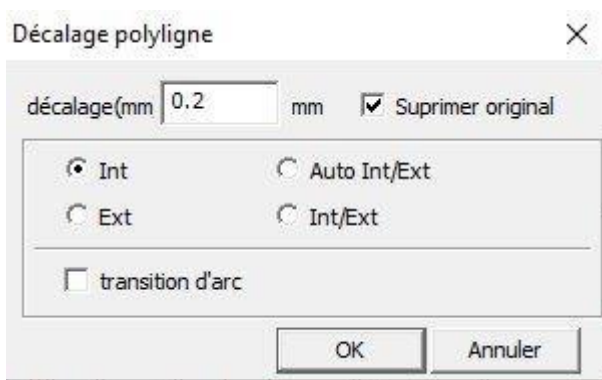 Décalage polyligne
décalage(mm 0.2 mm Suprimer original
Int Auto Int/Ext
Ext Int/Ext
transition d'arc
OK Annuler